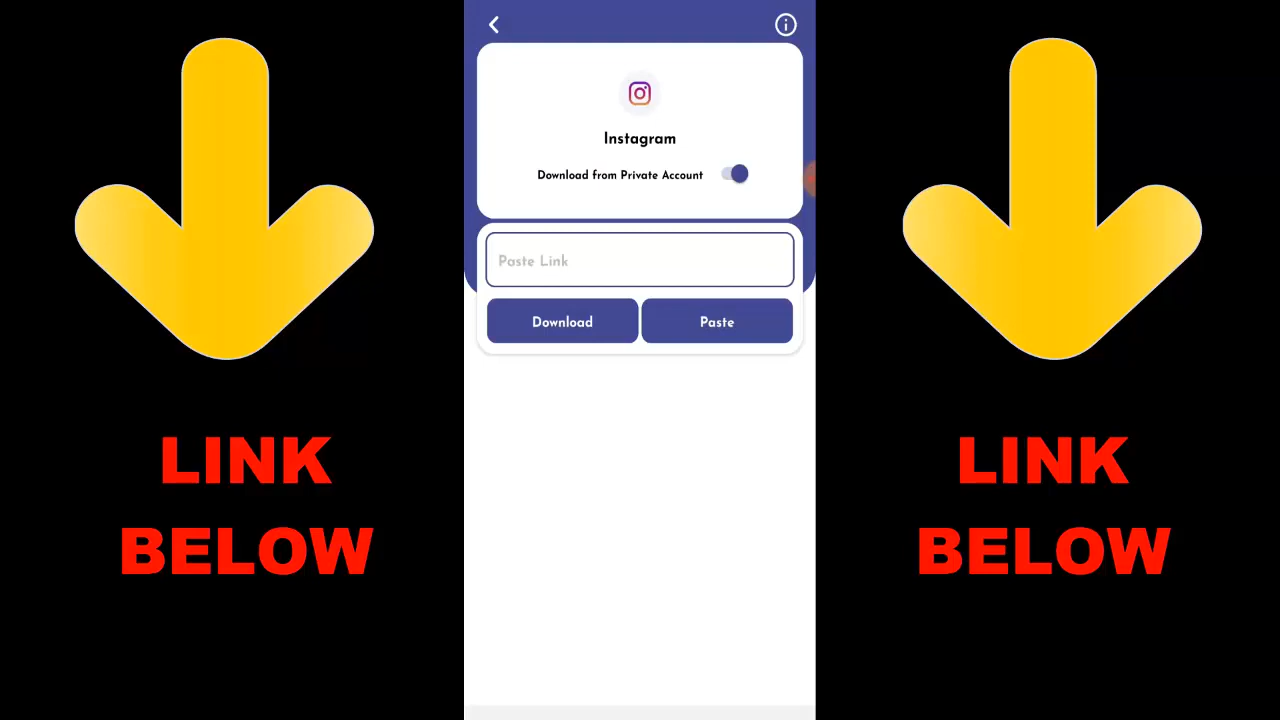 Instagram
Download from Private Account
Paste Link
Download Paste
LINK
BELOW
LINK
BELOW